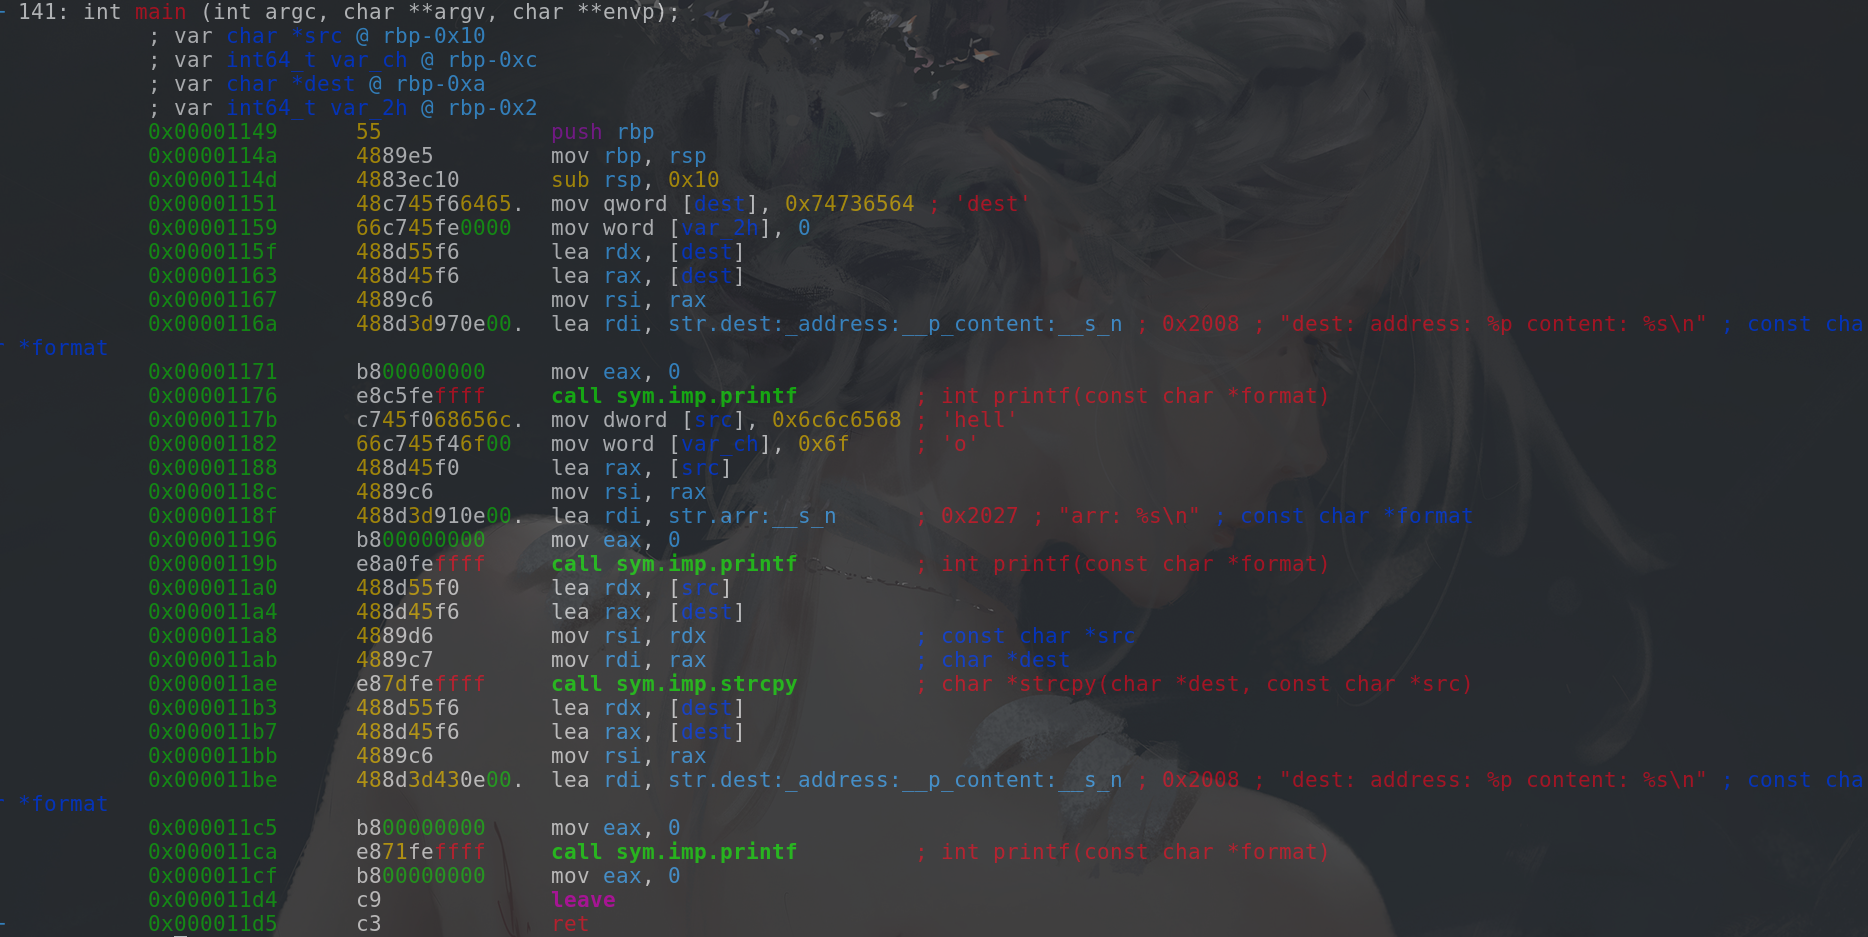 141: int main (int argc, char **argv, char **envp);
; var char *src @ rbp-0x10
; var int64_t var_ch @ rbp-0xc
; var char *dest @ rbp-0xa
; var int64_t var_2h @ rbp-0x2
0x00001149 55 push rbp
0x0000114a 4889e5 mov rbp, rsp
0x0000114d 4883ec10 sub rsp, 0x10
0x00001151 48c745f66465. mov qword [dest], 0x74736564 ; 'dest'
0x00001159 66c745fe0000 mov word [var_2h], 0
0x0000115f 488d55f6 lea rdx, [dest]
0x00001163 488d45f6 lea rax, [dest]
0x00001167 4889c6 mov rsi, rax
0x0000116a 488d3d970e00. lea rdi, str.dest:_address:__p_content:__s_n ; 0x2008 ; "dest: address: %p content: %s\n" ; const cha
r *format
0x00001171 b800000000 mov eax, 0
0x00001176 e8c5feffff call sym.imp.printf ; int printf(const char *format)
0x0000117b c745f068656c. mov dword [src], 0x6c6c6568 ; 'hell'
0x00001182 66c745f46f00 mov word [var_ch], 0x6f ; 'o'
0x00001188 488d45f0 lea rax, [src]
0x0000118c 4889c6 mov rsi, rax
0x0000118f 488d3d910e00. lea rdi, str.arr:__s_n ; 0x2027 ; "arr: %s\n" ; const char *format
0x00001196 b800000000 mov eax, 0
0x0000119b e8a0feffff call sym.imp.printf ; int printf(const char *format)
0x000011a0 488d55f0 lea rdx, [src]
0x000011a4 488d45f6 lea rax, [dest]
0x000011a8 4889d6 mov rsi, rdx ; const char *src
0x000011ab 4889c7 mov rdi, rax ; char *dest
0x000011ae e87dfeffff call sym.imp.strcpy ; char *strcpy(char *dest, const char *src)
0x000011b3 488d55f6 lea rdx, [dest]
0x000011b7 488d45f6 lea rax, [dest]
0x000011bb 4889c6 mov rsi, rax
0x000011be 488d3d430e00. lea rdi, str.dest:_address:__p_content:__s_n ; 0x2008 ; "dest: address: %p content: %s\n" ; const cha
r *format
0x000011c5 b800000000 mov eax, 0
0x000011ca e871feffff call sym.imp.printf ; int printf(const char *format)
0x000011cf b800000000 mov eax, 0
0x000011d4 c9 leave
0x000011d5 c3 ret